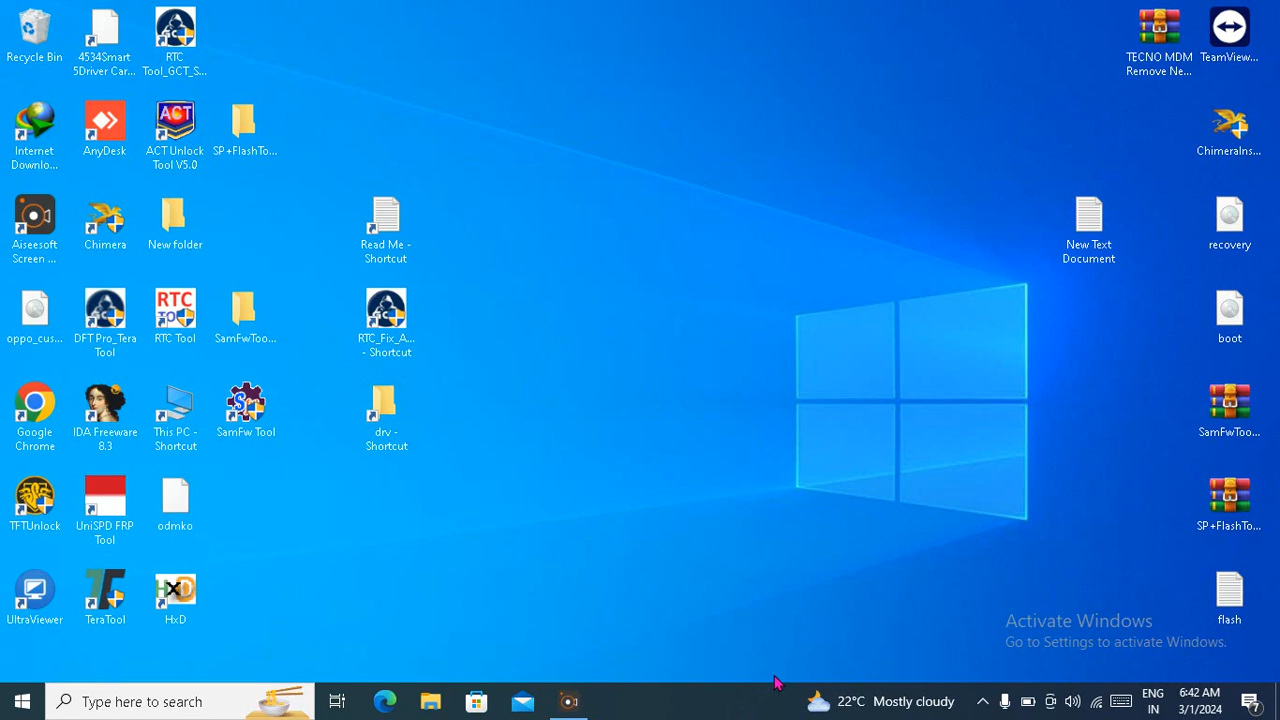 Recycle Bin
4534Smart
5Driver Car...
RTC
Tool_GCT_S...
TECNO MDM
Remove Ne...
TeamView...
Internet
Downlo...
AnyDesk
ACT
ACT Unlock
Tool V5.0
SP+FlashTo...
ChimeraIns...
Aiseesoft
Screen ...
Chimera
New folder
Read Me -
Shortcut
New Text
Document
recovery
oppo_cus...
DFT Pro_Tera
Tool
RTC
RTC Tool
SamFwToo...
RTC_Fix_A...
- Shortcut
boot
Google
Chrome
IDA Freeware
8.3
This PC -
Shortcut
SamFw Tool
drv -
Shortcut
SamFwToo...
TFTUnlock
UniSPD FRP
Tool
odmko
SP+FlashTo...
UltraViewer
TeraTool
HxD
HxD
flash
Activate Windows
Go to Settings to activate Windows.
Type here to search
22°C Mostly cloudy
ENG
IN
6:42 AM
3/1/2024
7